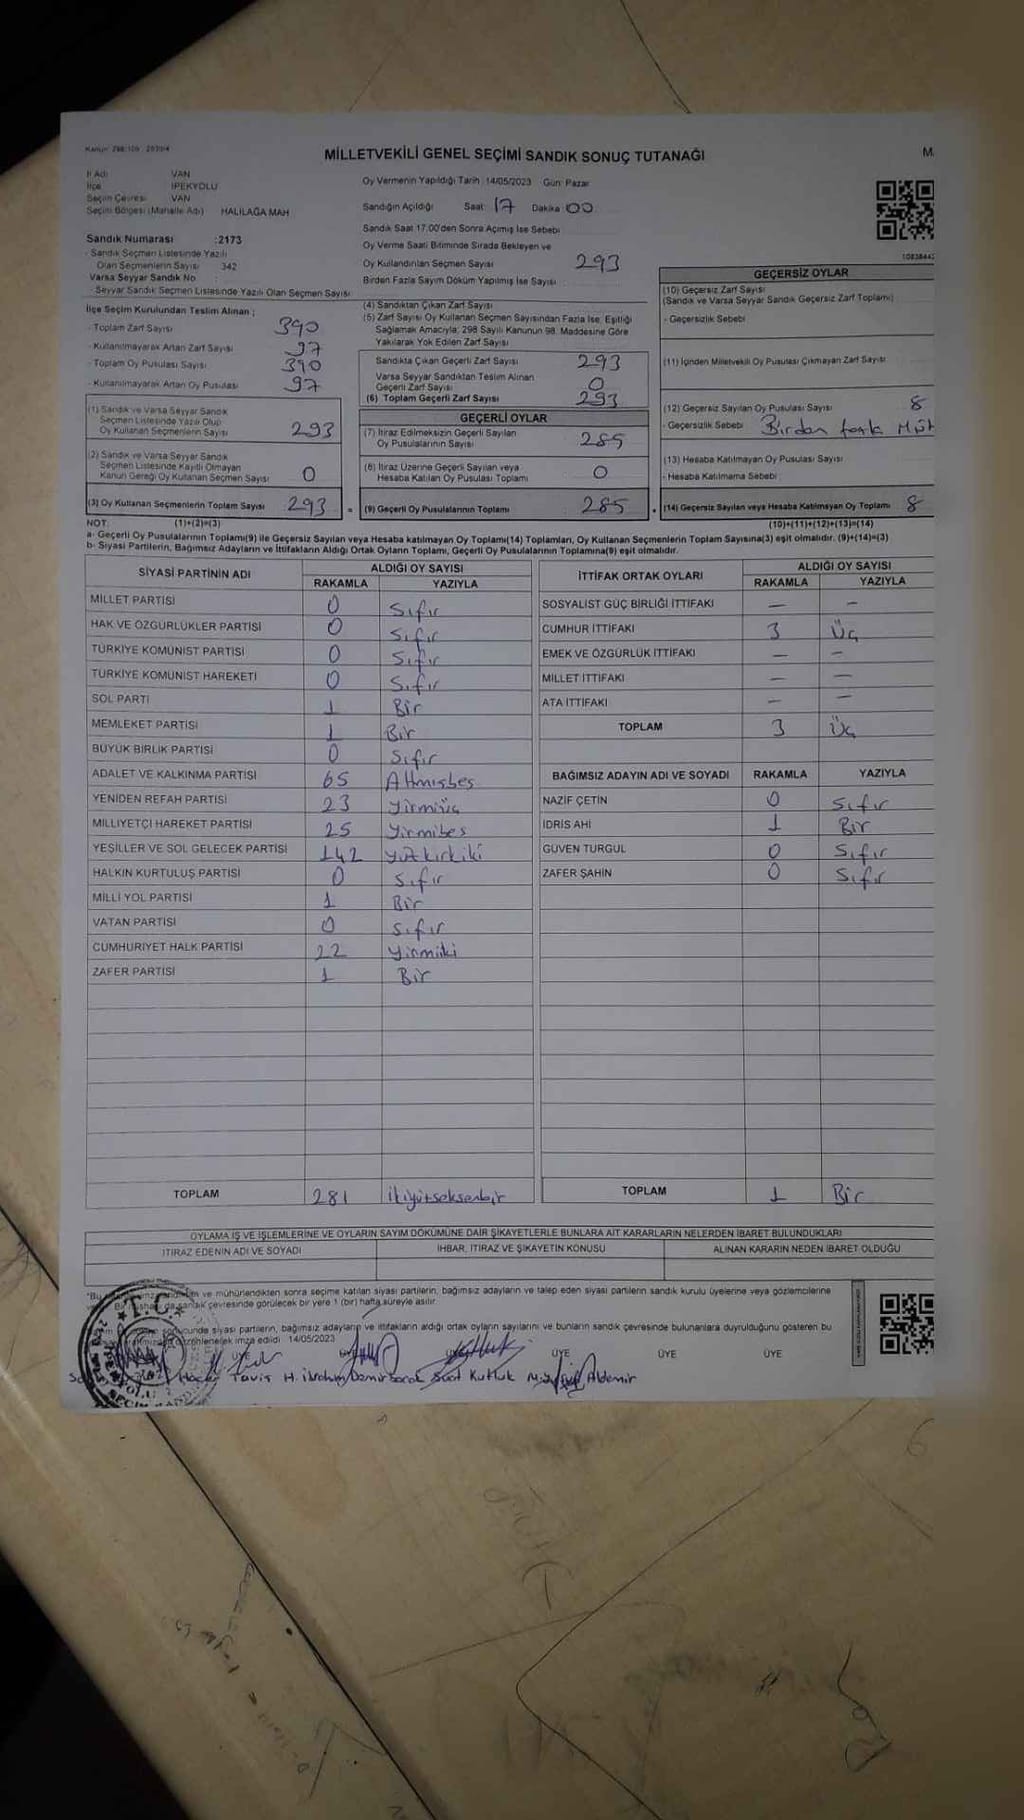 MİLLETVEKİLİ GENEL SEÇİMİ SANDIK SONUÇ TUTANAĞI
İl Adı VAN
İlçe İPEKYOLU
Seçim Çevresi VAN
Seçim Bölgesi (Mahalle Adı) HALİLAĞA MAH
Oy Vermenin Yapıldığı Tarih :14/05/2023 Gün: Pazar
Sandığın Açıldığı Saat: 17 Dakika 00
Sandık Saat 17.00'den Sonra Açılmış İse Sebebi
Oy Verme Saati Bitiminde Sırada Bekleyen ve
Oy Kullandırılan Seçmen Sayısı 293
Birden Fazla Sayım Döküm Yapılmış İse Sayısı
Sandık Numarası :2173
- Sandık Seçmen Listesinde Yazılı
Olan Seçmenlerin Sayısı 342
Varsa Seyyar Sandık No
- Seyyar Sandık Seçmen Listesinde Yazılı Olan Seçmen Sayısı
İlçe Seçim Kurulundan Teslim Alınan ;
- Toplam Zarf Sayısı 390
- Kullanılmayarak Artan Zarf Sayısı 97
- Toplam Oy Pusulası Sayısı 390
- Kullanılmayarak Artan Oy Pusulası 97
(1) Sandık ve Varsa Seyyar Sandık
Seçmen Listesinde Yazılı Olup
Oy Kullanan Seçmenlerin Sayısı 293
(2) Sandık ve Varsa Seyyar Sandık
Seçmen Listesinde Kayıtlı Olmayan
Kanun Gereği Oy Kullanan Seçmen Sayısı 0
(3) Oy Kullanan Seçmenlerin Toplam Sayısı 293
(4) Sandıktan Çıkan Zarf Sayısı
(5) Zarf Sayısı Oy Kullanan Seçmen Sayısından Fazla İse, Eşitliği
Sağlamak Amacıyla, 298 Sayılı Kanunun 98. Maddesine Göre
Yakılarak Yok Edilen Zarf Sayısı
Sandıkta Çıkan Geçerli Zarf Sayısı 293
Varsa Seyyar Sandıktan Teslim Alınan
Geçerli Zarf Sayısı 0
(6) Toplam Geçerli Zarf Sayısı 293
GEÇERLİ OYLAR
(7) İtiraz Edilmeksizin Geçerli Sayılan
Oy Pusulalarının Sayısı 285
(8) İtiraz Üzerine Geçerli Sayılan veya
Hesaba Katılan Oy Pusulası Toplamı 0
(9) Geçerli Oy Pusulalarının Toplamı 285
GEÇERSİZ OYLAR
(10) Geçersiz Zarf Sayısı
(Sandık ve Varsa Seyyar Sandık Geçersiz Zarf Toplamı)
- Geçersizlik Sebebi
(11) İçinden Milletvekili Oy Pusulası Çıkmayan Zarf Sayısı
(12) Geçersiz Sayılan Oy Pusulası Sayısı 8
- Geçersizlik Sebebi Birden fazla Müh
(13) Hesaba Katılmayan Oy Pusulası Sayısı
- Hesaba Katılmama Sebebi
(14) Geçersiz Sayılan veya Hesaba Katılmayan Oy Toplamı 8
NOT. (1)+(2)=(3) (10)+(11)+(12)+(13)=(14)
a- Geçerli Oy Pusulaları Toplamı(9) ile Geçersiz Sayılan veya Hesaba katılmayan Oy Toplamı(14) Toplamları, Oy Kullanan Seçmenlerin Toplam Sayısına(3) eşit olmalıdır. (9)+(14)=(3)
b- Siyasi Partilerin, Bağımsız Adayların ve İttifakların Aldığı Ortak Oyların Toplamı, Geçerli Oy Pusulalarının Toplamına(9) eşit olmalıdır.
SİYASİ PARTİNİN ADI ALDIĞI OY SAYISI
RAKAMLA YAZIYLA
MİLLET PARTİSİ 0 Sıfır
HAK VE ÖZGÜRLÜKLER PARTİSİ 0 Sıfır
TÜRKİYE KOMÜNİST PARTİSİ 0 Sıfır
TÜRKİYE KOMÜNİST HAREKETİ 0 Sıfır
SOL PARTİ 1 Bir
MEMLEKET PARTİSİ 1 Bir
BÜYÜK BİRLİK PARTİSİ 0 Sıfır
ADALET VE KALKINMA PARTİSİ 65 Altmışbeş
YENİDEN REFAH PARTİSİ 23 Yirmiüç
MİLLİYETÇİ HAREKET PARTİSİ 25 Yirmibeş
YEŞİLLER VE SOL GELECEK PARTİSİ 142 Yüzkırkiki
HALKIN KURTULUŞ PARTİSİ 0 Sıfır
MİLLİ YOL PARTİSİ 1 Bir
VATAN PARTİSİ 0 Sıfır
CUMHURİYET HALK PARTİSİ 22 Yirmiiki
ZAFER PARTİSİ 1 Bir
TOPLAM 281 ikiyüzseksenbir
İTTİFAK ORTAK OYLARI ALDIĞI OY SAYISI
RAKAMLA YAZIYLA
SOSYALİST GÜÇ BİRLİĞİ İTTİFAKI — —
CUMHUR İTTİFAKI 3 Üç
EMEK VE ÖZGÜRLÜK İTTİFAKI — —
MİLLET İTTİFAKI — —
ATA İTTİFAKI — —
TOPLAM 3 Üç
BAĞIMSIZ ADAYIN ADI VE SOYADI RAKAMLA YAZIYLA
NAZİF ÇETİN 0 Sıfır
İDRİS AHİ 1 Bir
GÜVEN TURGUL 0 Sıfır
ZAFER ŞAHİN 0 Sıfır
TOPLAM 1 Bir
OYLAMA İŞ VE İŞLEMLERİNE VE OYLARIN SAYIM DÖKÜMÜNE DAİR ŞİKAYETLERLE BUNLARA AİT KARARLARIN NELERDEN İBARET BULUNDUKLARI
İTİRAZ EDENİN ADI VE SOYADI İHBAR, İTİRAZ VE ŞİKAYETİN KONUSU ALINAN KARARIN NEDEN İBARET OLDUĞU
ve mühürlendikten sonra seçime katılan siyasi partilerin, bağımsız adayların ve talep eden siyasi partilerin sandık kurulu üyelerine veya gözlemcilerine
sandık çevresinde görülecek bir yere 1 (bir) hafta süreyle asılır.
siyasi partilerin, bağımsız adayların ve ittifakların aldığı ortak oyların sayılarını ve bunların sandık çevresinde bulunanlara duyrulduğunu gösteren bu
imza edildi 14/05/2023
ÜYE ÜYE ÜYE ÜYE ÜYE ÜYE
T.C.